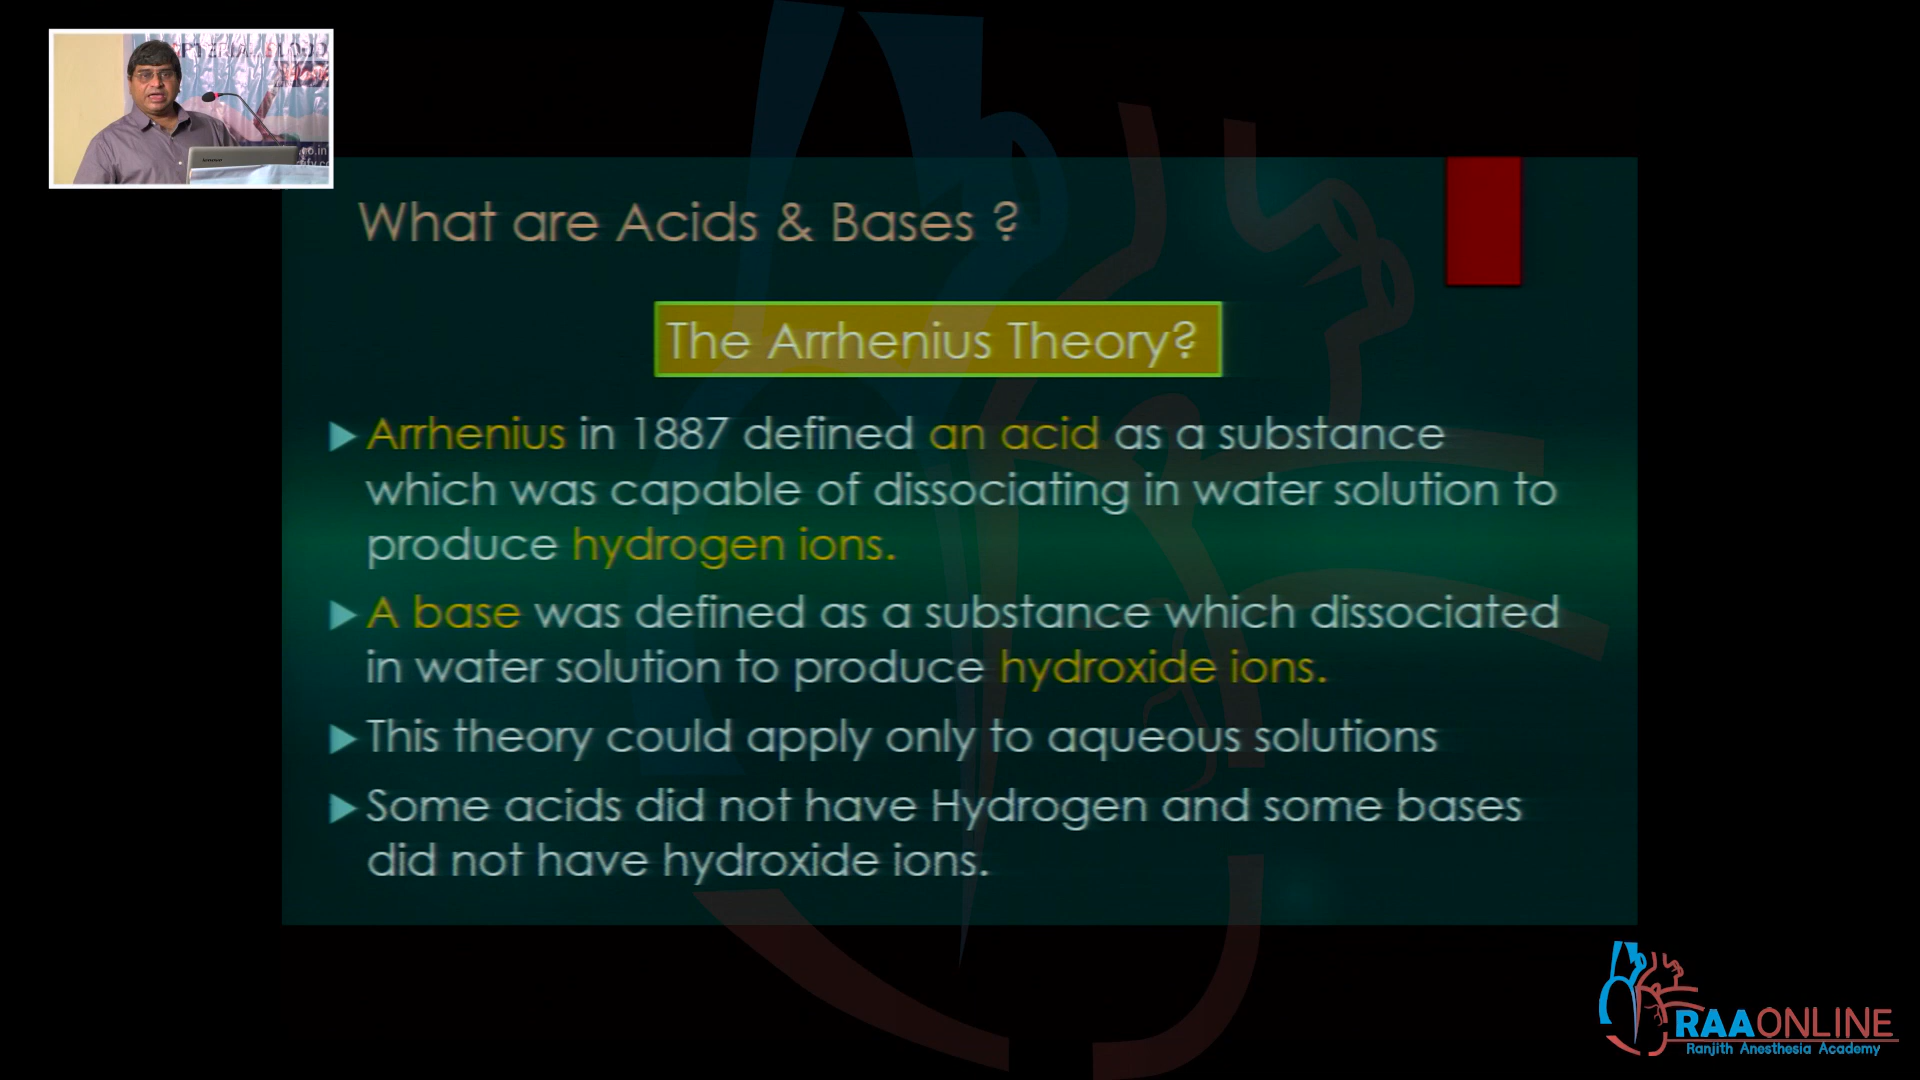 What are Acids & Bases ?
The Arrhenius Theory?
Arrhenius in 1887 defined an acid as a substance
which was capable of dissociating in water solution to
produce hydrogen ions.
A base was defined as a substance which dissociated
in water solution to produce hydroxide ions.
This theory could apply only to aqueous solutions
Some acids did not have Hydrogen and some bases
did not have hydroxide ions.
RAAONLINE
Ranjith Anesthesia Academy